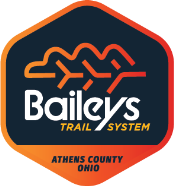 Baileys
TRAIL SYSTEM
ATHENS COUNTY
OHIO